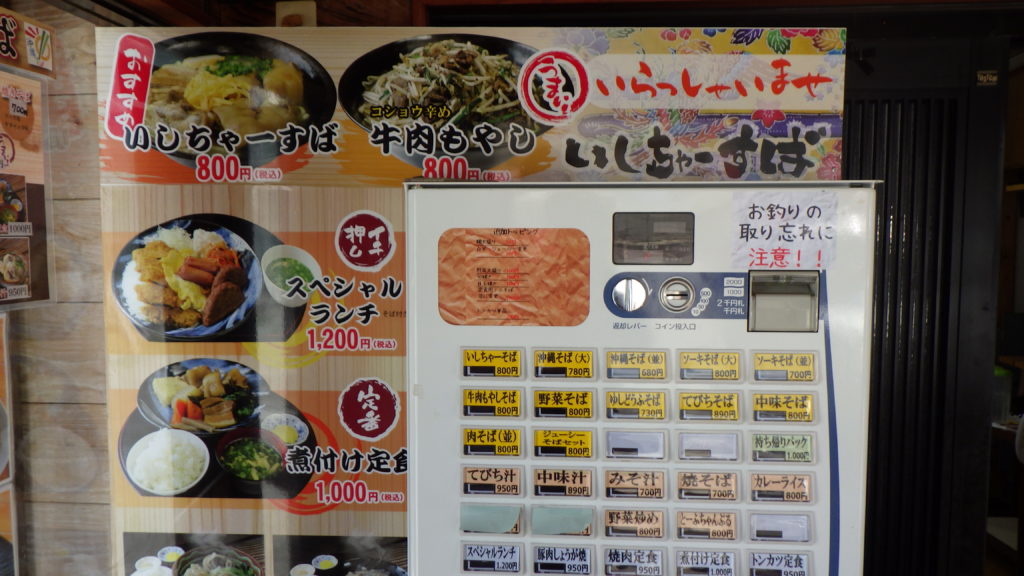 おすすめ
いしちゃーすば
800円(税込)
コショウ辛め
牛肉もやし
800円(税込)
うまい
いらっしゃいませ
いしちゃーすば
イチ押し
スペシャル
ランチ
1,200円(税込)
定番
煮付け定食
1,000円(税込)
1000円
950円
追加トッピング
お釣りの
取り忘れに
注意!!
返却レバー
コイン投入口
2000
1000
2千円札
千円札
いしちゃーそば 800円
沖縄そば(大) 780円
沖縄そば(並) 680円
ソーキそば(大) 800円
ソーキそば(並) 700円
牛肉もやしそば 800円
野菜そば 800円
ゆしどうふそば 730円
てびちそば 890円
中味そば 800円
肉そば(並) 800円
ジューシーそばセット 800円
持ち帰りパック 1,000円
てびち汁 950円
中味汁 890円
みそ汁 700円
焼そば 700円
カレーライス 800円
野菜炒め 800円
とーふちゃんぷる 800円
スペシャルランチ 1,200円
豚肉しょうが焼 950円
焼肉定食 950円
煮付け定食 1,000円
トンカツ定食 950円